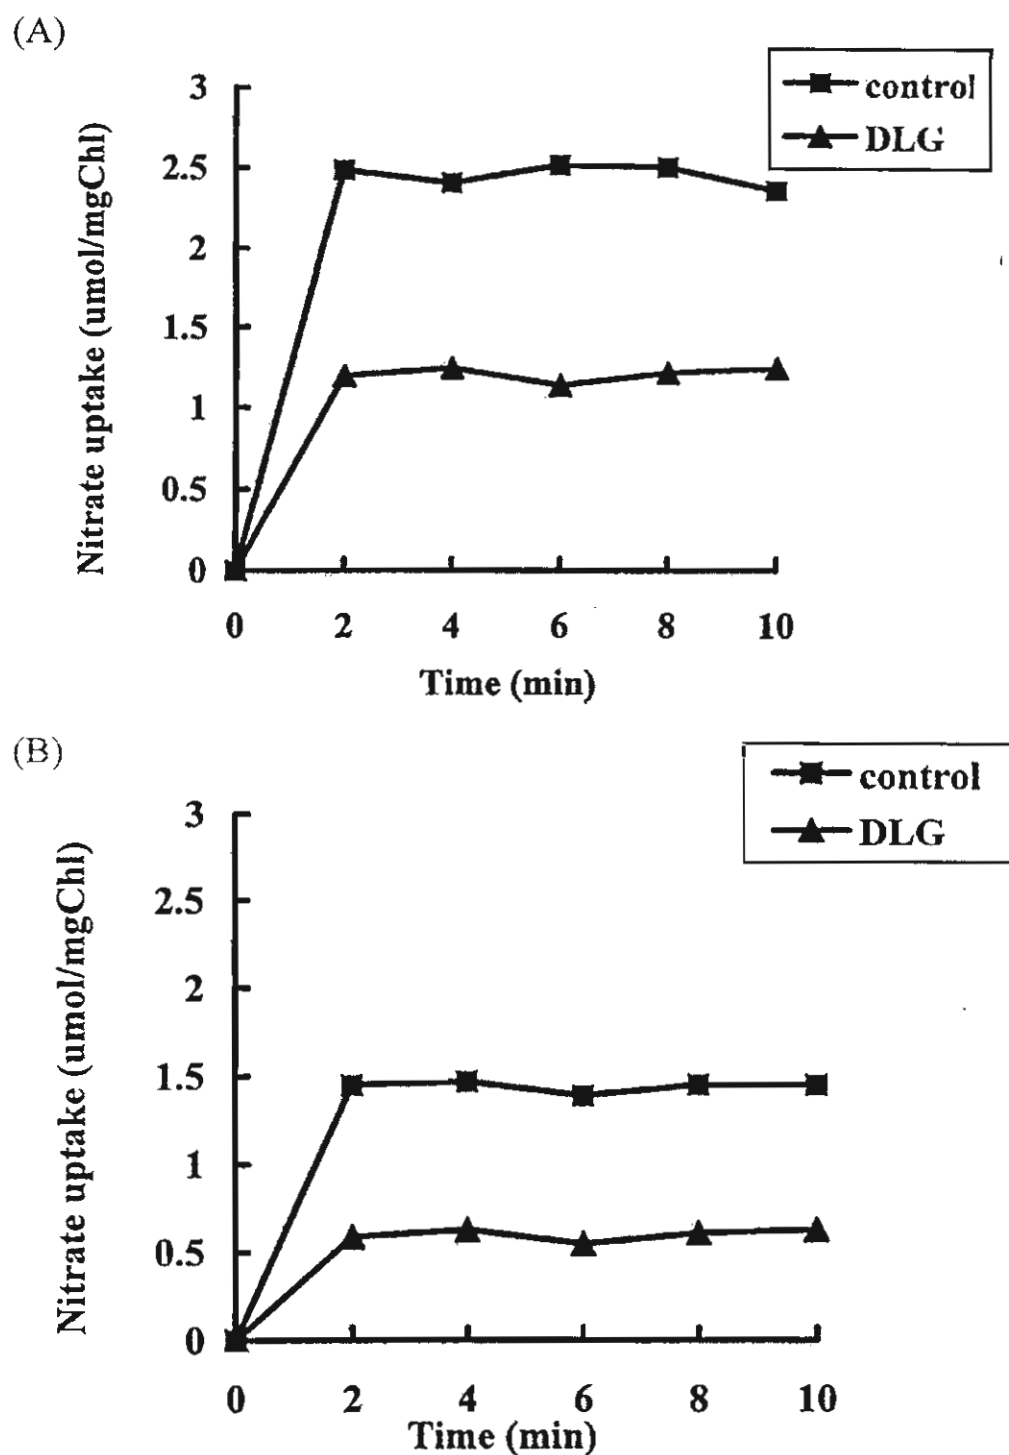 (A)
control
DLG
Nitrate uptake (umol/mgChl)
3
2.5
2
1.5
1
0.5
0
0 2 4 6 8 10
Time (min)
(B)
control
DLG
Nitrate uptake (umol/mgChl)
3
2.5
2
1.5
1
0.5
0
0 2 4 6 8 10
Time (min)